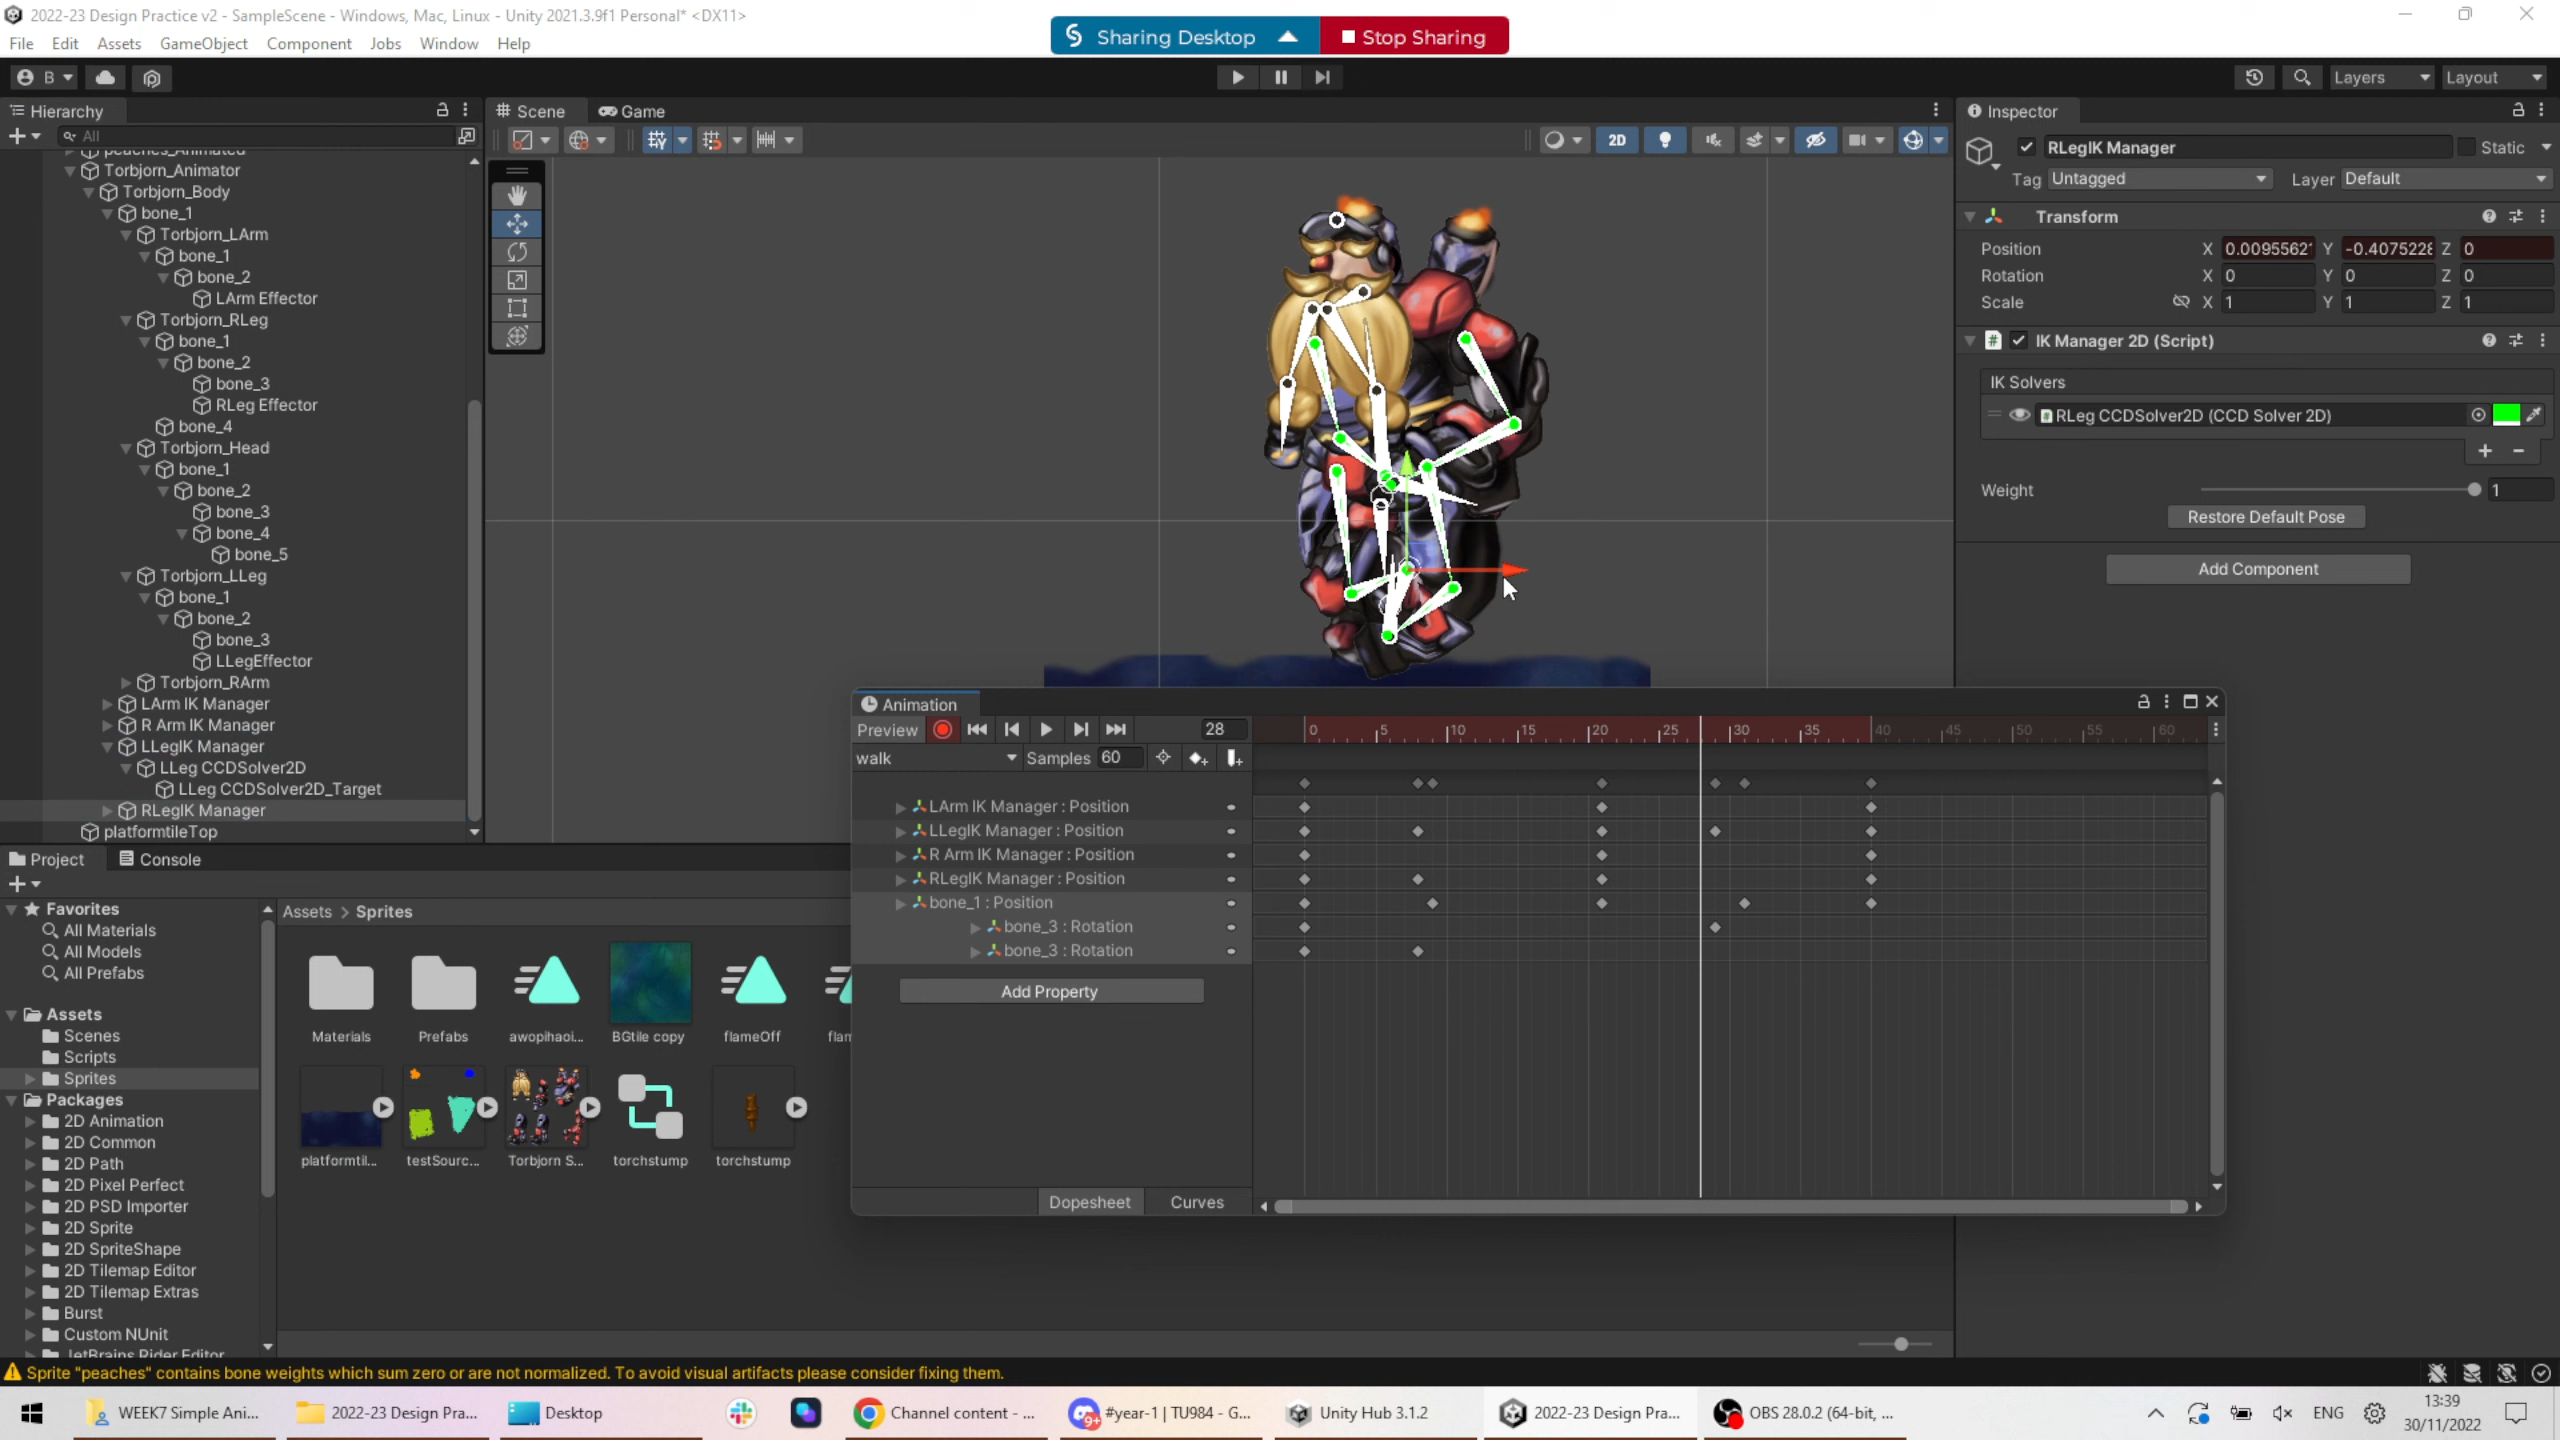 2022-23 Design Practice v2 - SampleScene - Windows, Mac, Linux - Unity 2021.3.9f1 Personal* <DX11>
Sharing Desktop
Stop Sharing
File Edit Assets GameObject Component Jobs Window Help
B
Layers
Layout
Hierarchy
All
peaches_Animated
Torbjorn_Animator
Torbjorn_Body
bone_1
Torbjorn_LArm
bone_1
bone_2
LArm Effector
Torbjorn_RLeg
bone_1
bone_2
bone_3
RLeg Effector
bone_4
Torbjorn_Head
bone_1
bone_2
bone_3
bone_4
bone_5
Torbjorn_LLeg
bone_1
bone_2
bone_3
LLegEffector
Torbjorn_RArm
LArm IK Manager
R Arm IK Manager
LLegIK Manager
LLeg CCDSolver2D
LLeg CCDSolver2D_Target
RLegIK Manager
platformtileTop
Scene
Game
2D
Inspector
RLegIK Manager
Static
Tag Untagged
Layer Default
Transform
Position X 0.0095562 Y -0.4075228 Z 0
Rotation X 0 Y 0 Z 0
Scale X 1 Y 1 Z 1
IK Manager 2D (Script)
IK Solvers
RLeg CCDSolver2D (CCD Solver 2D)
Weight 1
Restore Default Pose
Add Component
Animation
Preview 28
0 5 10 15 20 25 30 35 40 45 50 55 60
walk Samples 60
LArm IK Manager : Position
LLegIK Manager : Position
R Arm IK Manager : Position
RLegIK Manager : Position
bone_1 : Position
bone_3 : Rotation
bone_3 : Rotation
Add Property
Dopesheet Curves
Project
Console
Favorites
All Materials
All Models
All Prefabs
Assets
Scenes
Scripts
Sprites
Packages
2D Animation
2D Common
2D Path
2D Pixel Perfect
2D PSD Importer
2D Sprite
2D SpriteShape
2D Tilemap Editor
2D Tilemap Extras
Burst
Custom NUnit
JetBrains Rider Editor
Assets > Sprites
Materials
Prefabs
awopihaoi...
BGtile copy
flameOff
flan
platformtil...
testSourc...
Torbjorn S...
torchstump
torchstump
Sprite "peaches" contains bone weights which sum zero or are not normalized. To avoid visual artifacts please consider fixing them.
WEEK7 Simple Ani...
2022-23 Design Pra...
Desktop
Channel content - ...
9+
#year-1 | TU984 - G...
Unity Hub 3.1.2
2022-23 Design Pra...
OBS 28.0.2 (64-bit, ...
ENG
13:39
30/11/2022